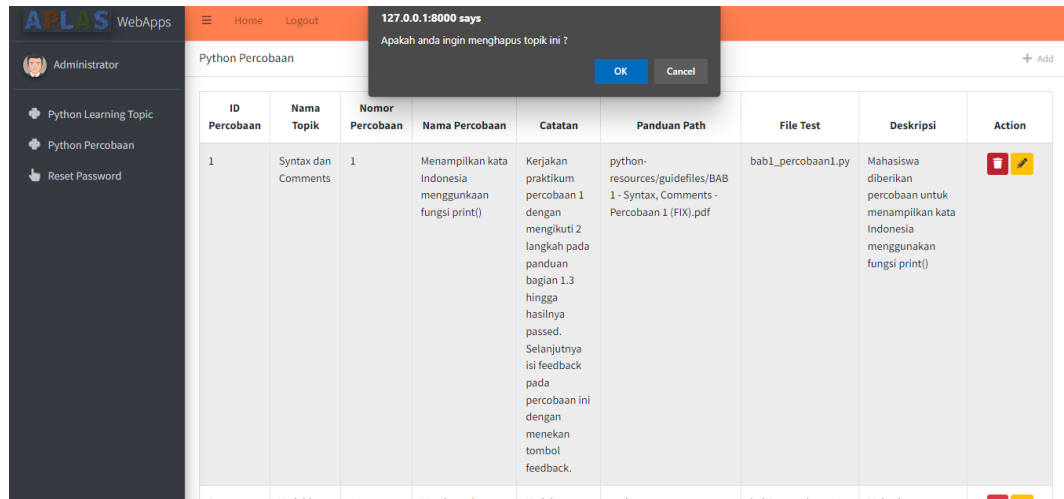 APLAS WebApps
Home Logout
127.0.0.1:8000 says
Apakah anda ingin menghapus topik ini ?
OK Cancel
Administrator
Python Learning Topic
Python Percobaan
Reset Password
Python Percobaan
+ Add
ID Percobaan
Nama Topik
Nomor Percobaan
Nama Percobaan
Catatan
Panduan Path
File Test
Deskripsi
Action
1
Syntax dan
Comments
1
Menampilkan kata
Indonesia
menggunkaan
fungsi print()
Kerjakan
praktikum
percobaan 1
dengan
mengikuti 2
langkah pada
panduan
bagian 1.3
hingga
hasilnya
passed.
Selanjutnya
isi feedback
pada
percobaan ini
dengan
menekan
tombol
feedback.
python-
resources/guidefiles/BAB
1 - Syntax, Comments -
Percobaan 1 (FIX).pdf
bab1_percobaan1.py
Mahasiswa
diberikan
percobaan untuk
menampilkan kata
Indonesia
menggunakan
fungsi print()